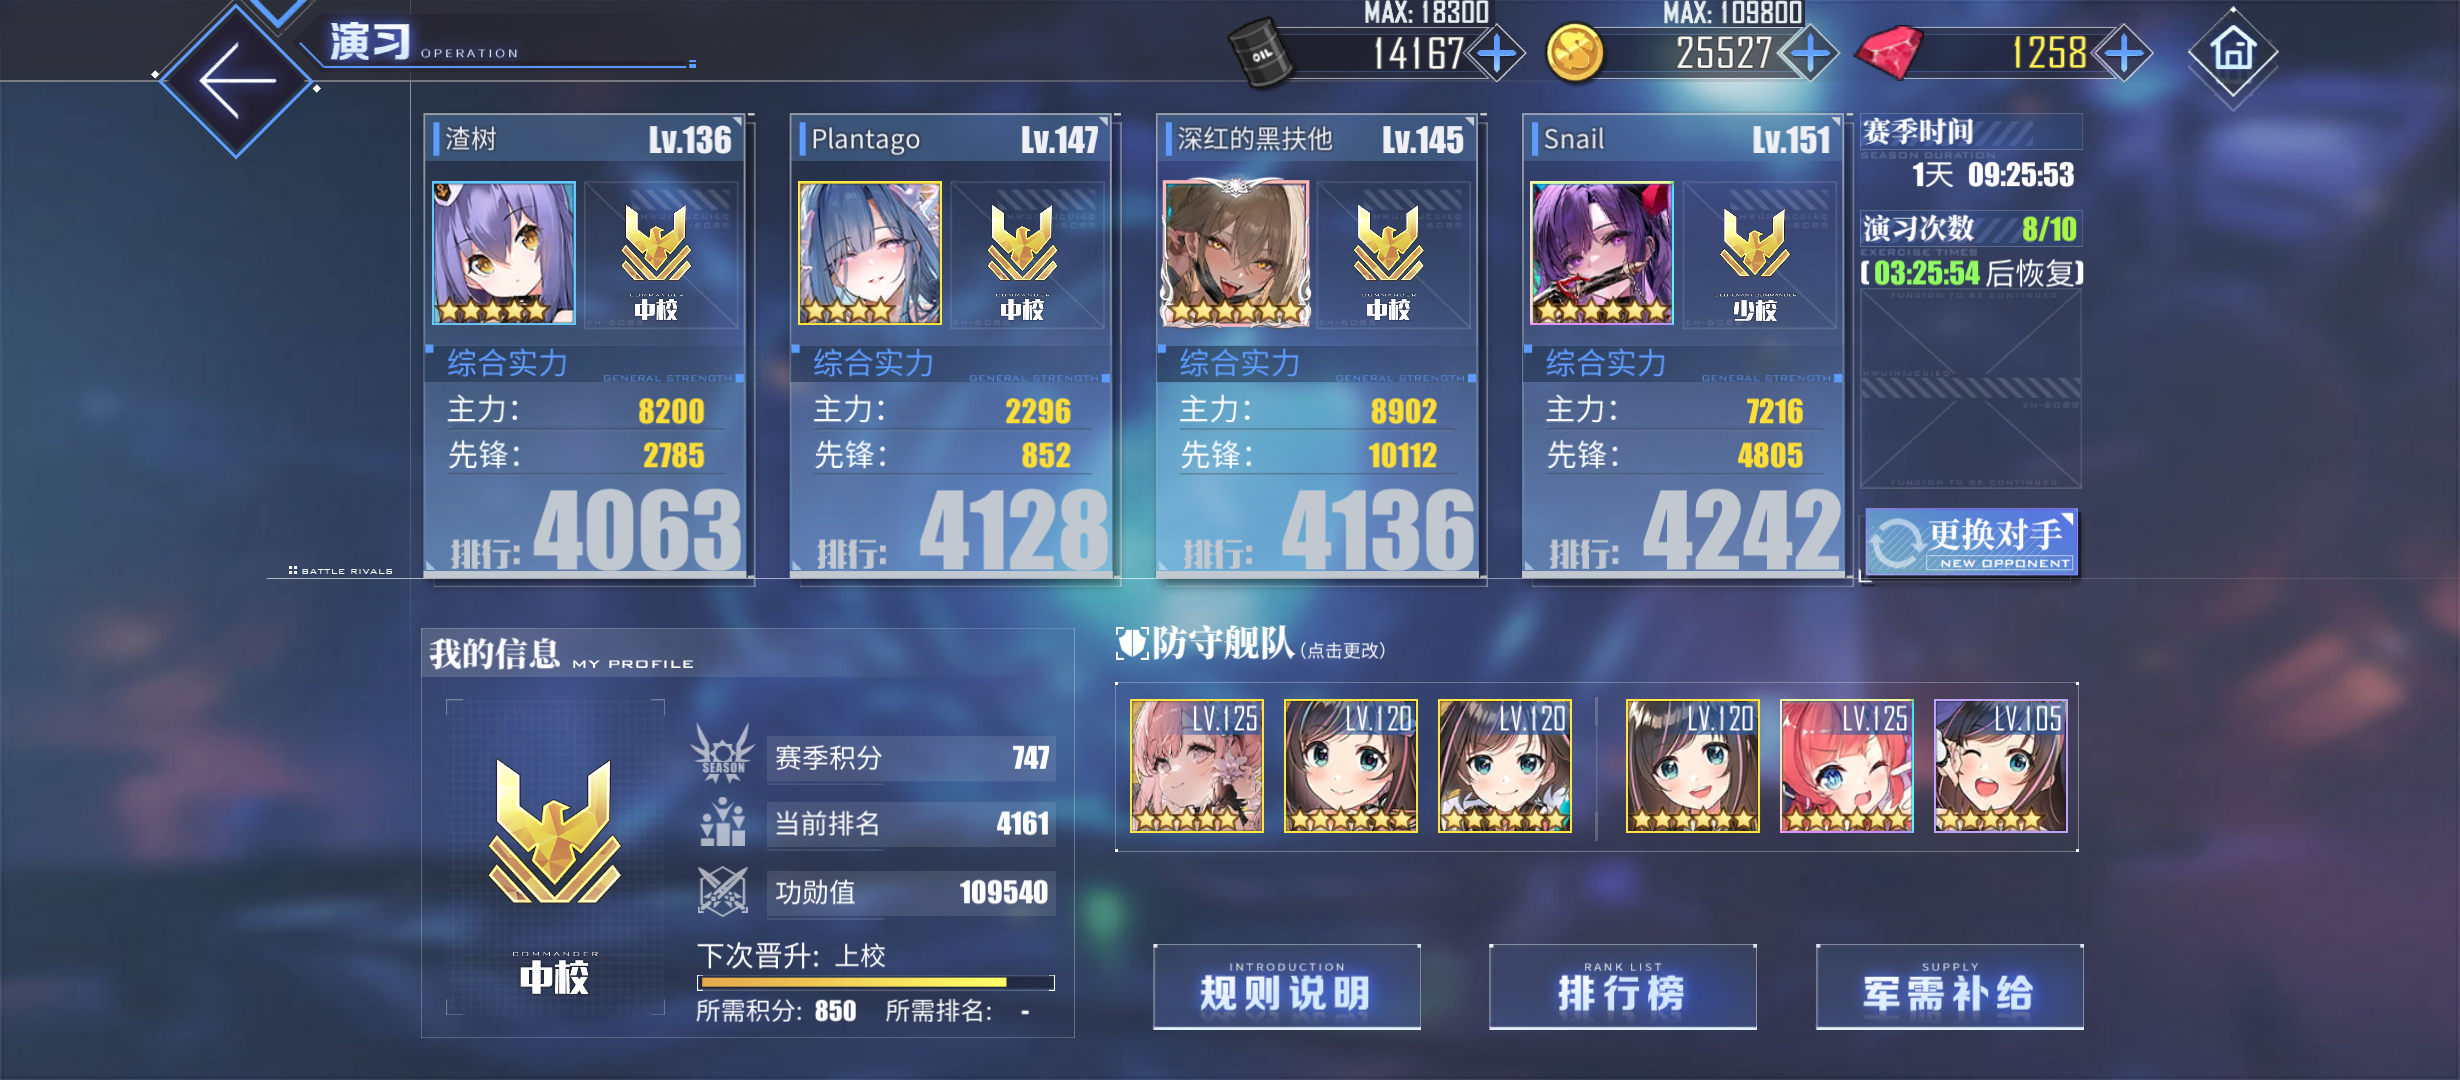 演习 OPERATION
MAX: 18300
14167
MAX: 109800
25527
1258
渣树 Lv.136
中校
综合实力
GENERAL STRENGTH
主力: 8200
先锋: 2785
排行: 4063
Plantago Lv.147
中校
综合实力
GENERAL STRENGTH
主力: 2296
先锋: 852
排行: 4128
深红的黑扶他 Lv.145
中校
综合实力
GENERAL STRENGTH
主力: 8902
先锋: 10112
排行: 4136
Snail Lv.151
少校
综合实力
GENERAL STRENGTH
主力: 7216
先锋: 4805
排行: 4242
赛季时间
SEASON DURATION
1天 09:25:53
演习次数 8/10
EXERCISE TIMES
[03:25:54后恢复]
更换对手
NEW OPPONENT
BATTLE RIVALS
我的信息 MY PROFILE
COMMANDER
中校
SEASON
赛季积分 747
当前排名 4161
功勋值 109540
下次晋升: 上校
所需积分: 850 所需排名: -
防守舰队(点击更改)
LV.125
LV.120
LV.120
LV.120
LV.125
LV.105
INTRODUCTION
规则说明
RANK LIST
排行榜
SUPPLY
军需补给